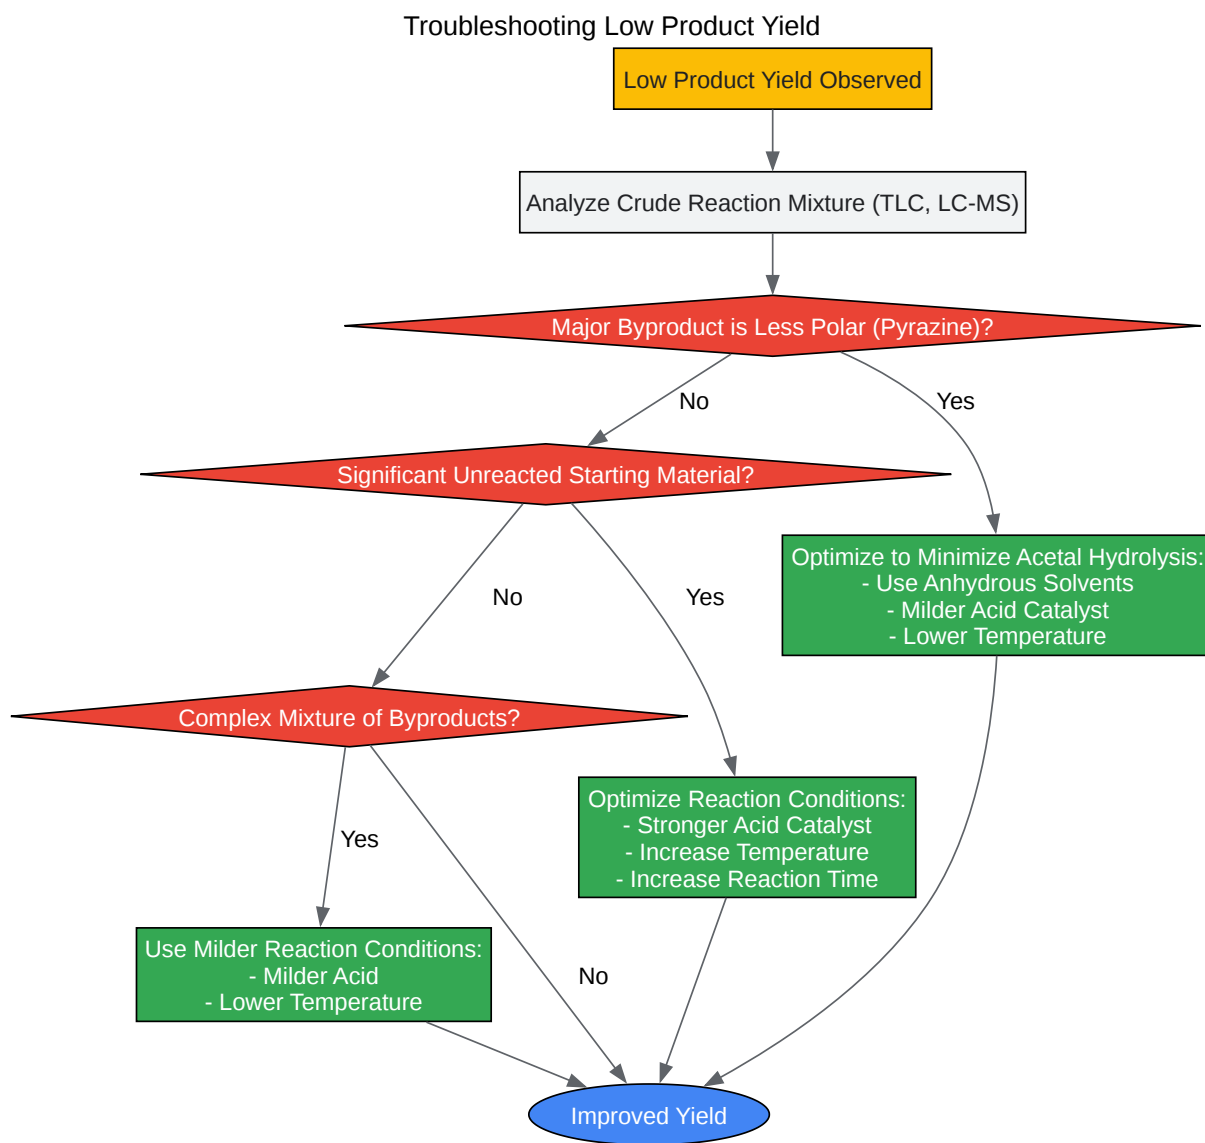 Troubleshooting Low Product Yield
Low Product Yield Observed
Analyze Crude Reaction Mixture (TLC, LC-MS)
Major Byproduct is Less Polar (Pyrazine)?
No
Yes
Significant Unreacted Starting Material?
Optimize to Minimize Acetal Hydrolysis:
- Use Anhydrous Solvents
- Milder Acid Catalyst
- Lower Temperature
No
Yes
Complex Mixture of Byproducts?
Optimize Reaction Conditions:
- Stronger Acid Catalyst
- Increase Temperature
- Increase Reaction Time
Yes
Use Milder Reaction Conditions:
- Milder Acid
- Lower Temperature
No
Improved Yield